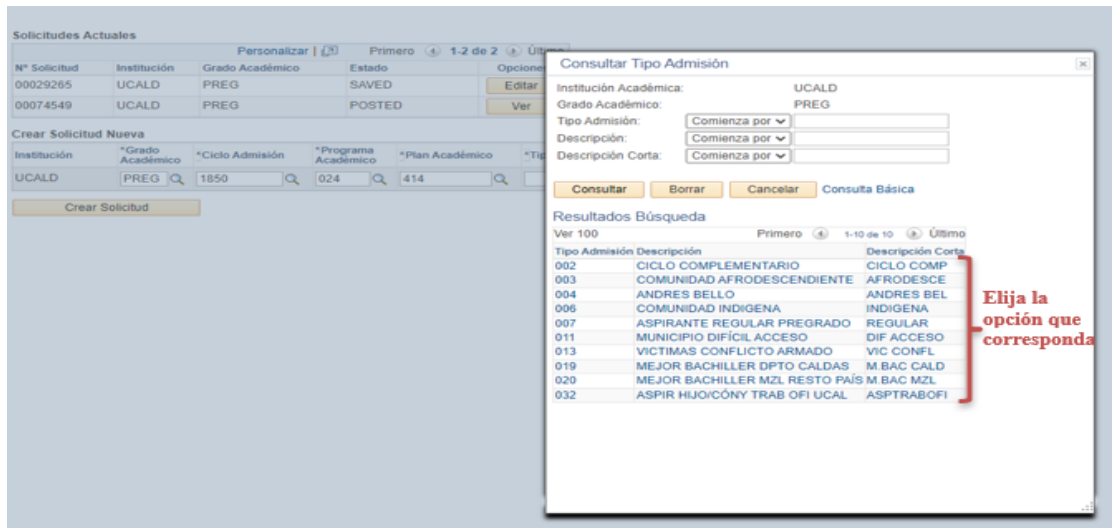 Solicitudes Actuales
Personalizar | Primero 1-2 de 2 Último
Nº Solicitud Institución Grado Académico Estado Opciones
00029265 UCALD PREG SAVED Editar
00074549 UCALD PREG POSTED Ver
Crear Solicitud Nueva
Institución *Grado Académico *Ciclo Admisión *Programa Académico *Plan Académico *Tip
UCALD PREG 1850 024 414
Crear Solicitud
Consultar Tipo Admisión
Institución Académica: UCALD
Grado Académico: PREG
Tipo Admisión: Comienza por
Descripción: Comienza por
Descripción Corta: Comienza por
Consultar Borrar Cancelar Consulta Básica
Resultados Búsqueda
Ver 100 Primero 1-10 de 10 Último
Tipo Admisión Descripción Descripción Corta
002 CICLO COMPLEMENTARIO CICLO COMP
003 COMUNIDAD AFRODESCENDIENTE AFRODESCE
004 ANDRES BELLO ANDRES BEL
006 COMUNIDAD INDIGENA INDIGENA
007 ASPIRANTE REGULAR PREGRADO REGULAR
011 MUNICIPIO DIFÍCIL ACCESO DIF ACCESO
013 VICTIMAS CONFLICTO ARMADO VIC CONFL
019 MEJOR BACHILLER DPTO CALDAS M.BAC CALD
020 MEJOR BACHILLER MZL RESTO PAÍS M.BAC MZL
032 ASPIR HIJO/CÓNY TRAB OFI UCAL ASPTRABOFI
Elija la
opción que
corresponda